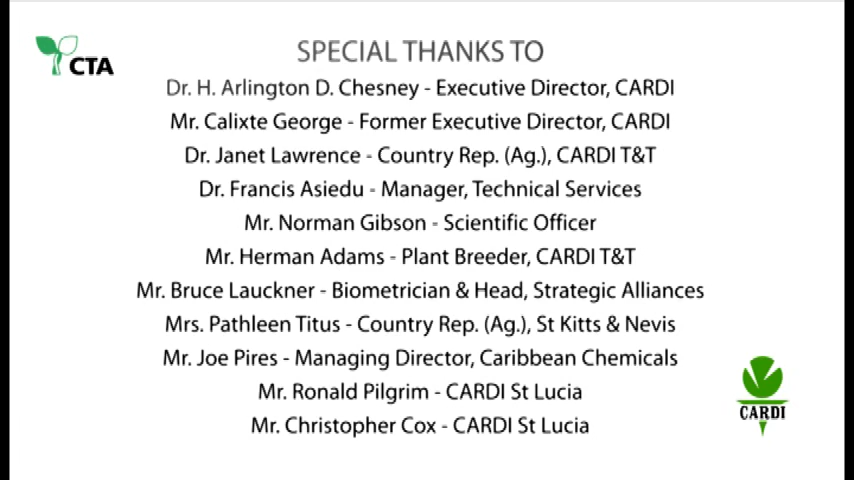 CTA
SPECIAL THANKS TO
Dr. H. Arlington D. Chesney - Executive Director, CARDI
Mr. Calixte George - Former Executive Director, CARDI
Dr. Janet Lawrence - Country Rep. (Ag.), CARDI T&T
Dr. Francis Asiedu - Manager, Technical Services
Mr. Norman Gibson - Scientific Officer
Mr. Herman Adams - Plant Breeder, CARDI T&T
Mr. Bruce Lauckner - Biometrician & Head, Strategic Alliances
Mrs. Pathleen Titus - Country Rep. (Ag.), St Kitts & Nevis
Mr. Joe Pires - Managing Director, Caribbean Chemicals
Mr. Ronald Pilgrim - CARDI St Lucia
Mr. Christopher Cox - CARDI St Lucia
CARDI